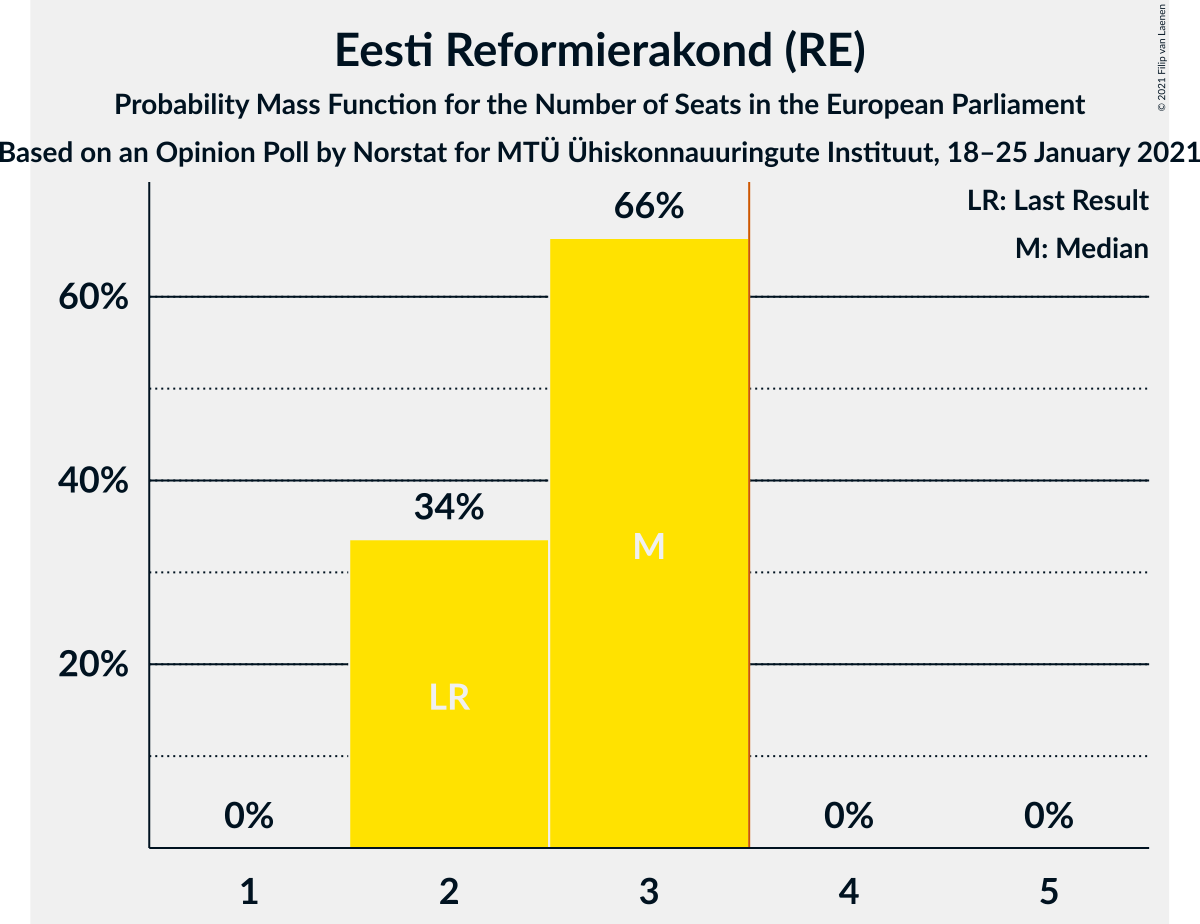 Eesti Reformierakond (RE)
Probability Mass Function for the Number of Seats in the European Parliament
Based on an Opinion Poll by Norstat for MTÜ Ühiskonnauuringute Instituut, 18–25 January 2021
© 2021 Filip van Laenen
LR: Last Result
M: Median
66%
60%
40%
34%
M
20%
LR
0%
0%
0%
1
2
3
4
5